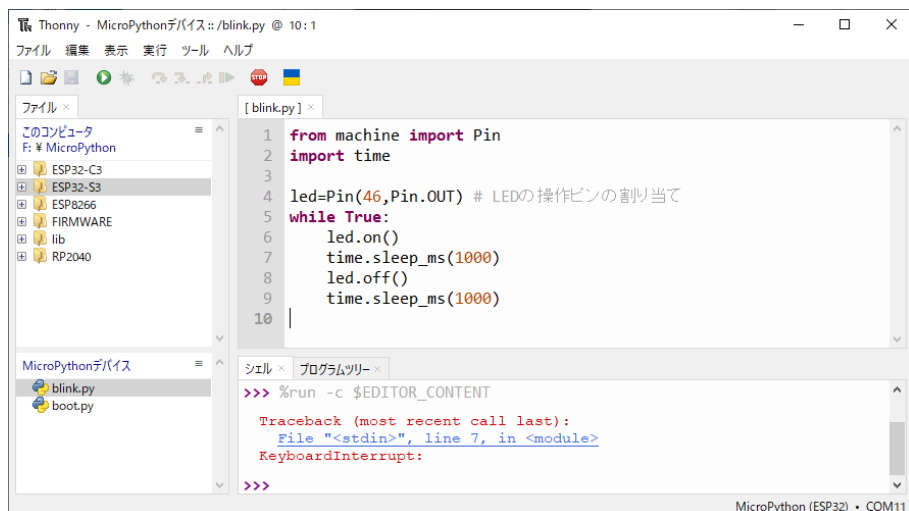 Thonny - MicroPythonデバイス :: /blink.py @ 10:1
ファイル 編集 表示 実行 ツール ヘルプ
STOP
ファイル ×
このコンピュータ
F: ¥ MicroPython
ESP32-C3
ESP32-S3
ESP8266
FIRMWARE
lib
RP2040
MicroPythonデバイス
blink.py
boot.py
[ blink.py ] ×
1 from machine import Pin
2 import time
3
4 led=Pin(46,Pin.OUT) # LEDの操作ピンの割り当て
5 while True:
6     led.on()
7     time.sleep_ms(1000)
8     led.off()
9     time.sleep_ms(1000)
10
シェル × プログラムツリー ×
>>> %run -c $EDITOR_CONTENT
Traceback (most recent call last):
  File "<stdin>", line 7, in <module>
KeyboardInterrupt:
>>>
MicroPython (ESP32) • COM11